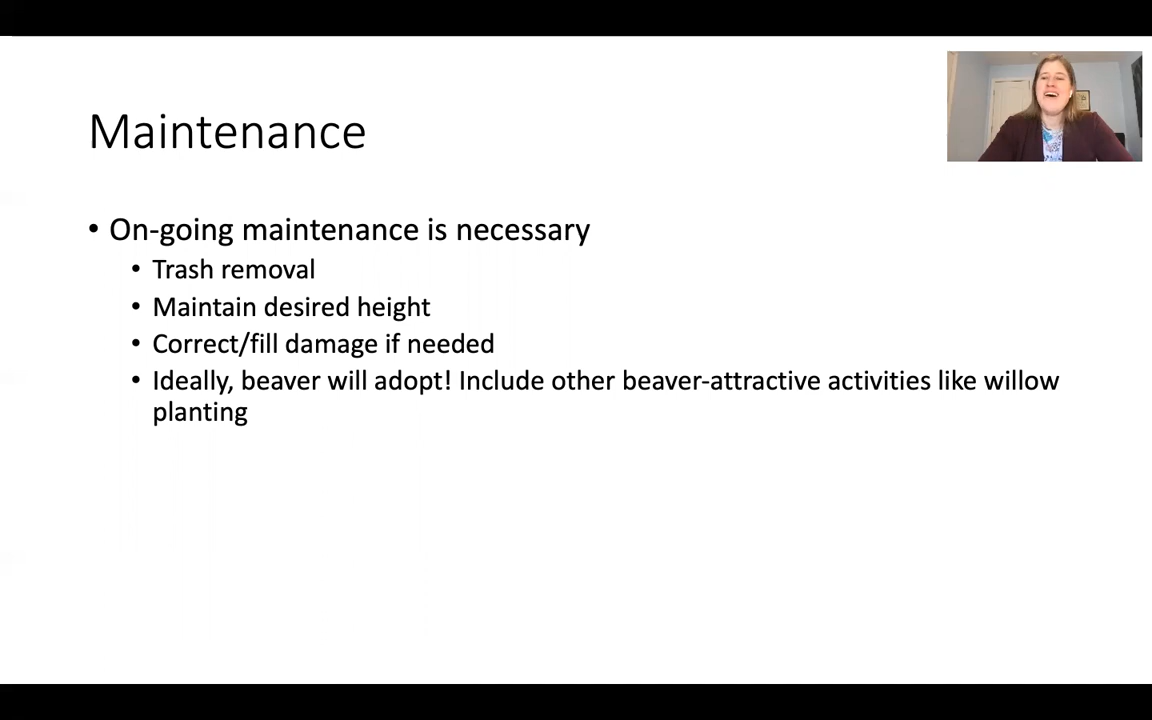 Maintenance
• On-going maintenance is necessary
• Trash removal
• Maintain desired height
• Correct/fill damage if needed
• Ideally, beaver will adopt! Include other beaver-attractive activities like willow
planting